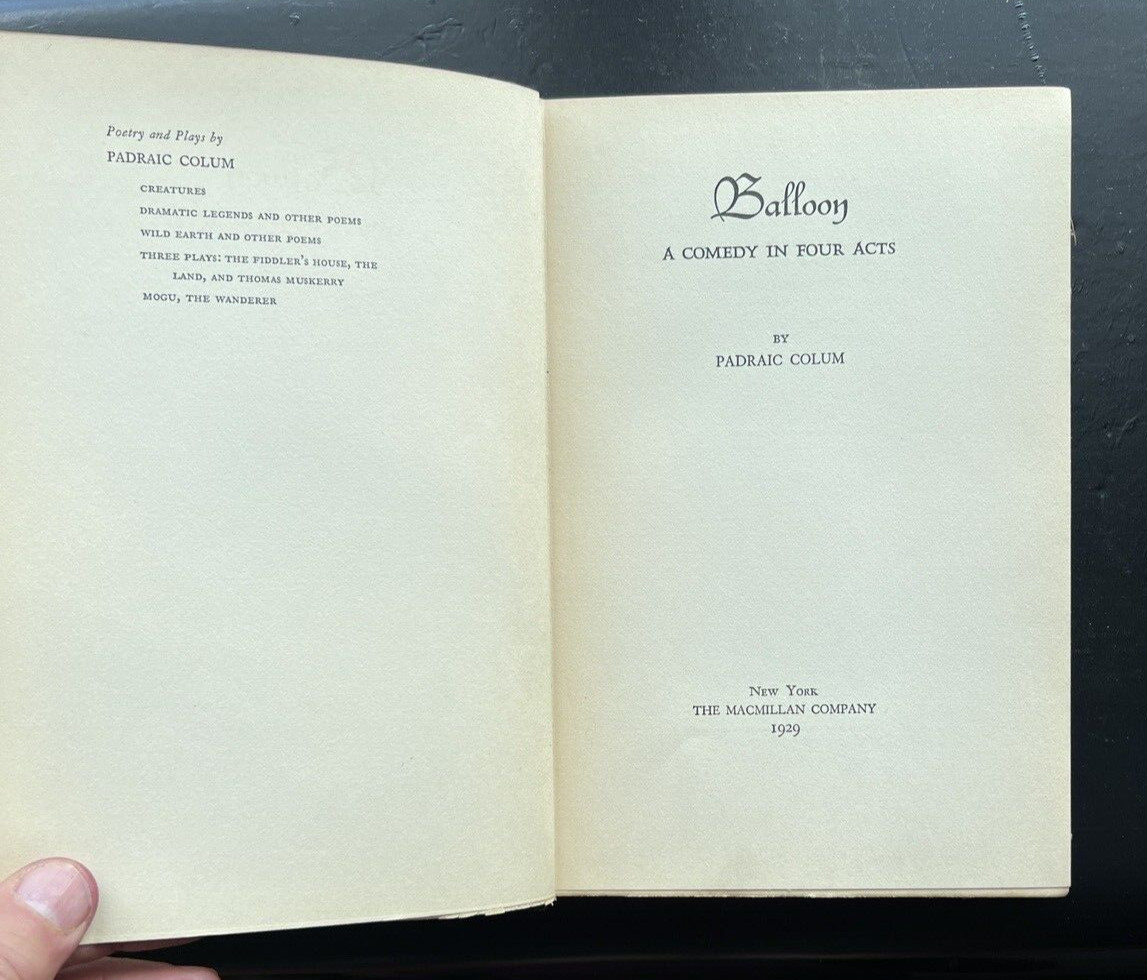 Poetry and Plays by
PADRAIC COLUM
CREATURES
DRAMATIC LEGENDS AND OTHER POEMS
WILD EARTH AND OTHER POEMS
THREE PLAYS: THE FIDDLER'S HOUSE, THE
LAND, AND THOMAS MUSKERRY
MOGU, THE WANDERER
Balloon
A COMEDY IN FOUR ACTS
BY
PADRAIC COLUM
NEW YORK
THE MACMILLAN COMPANY
1929